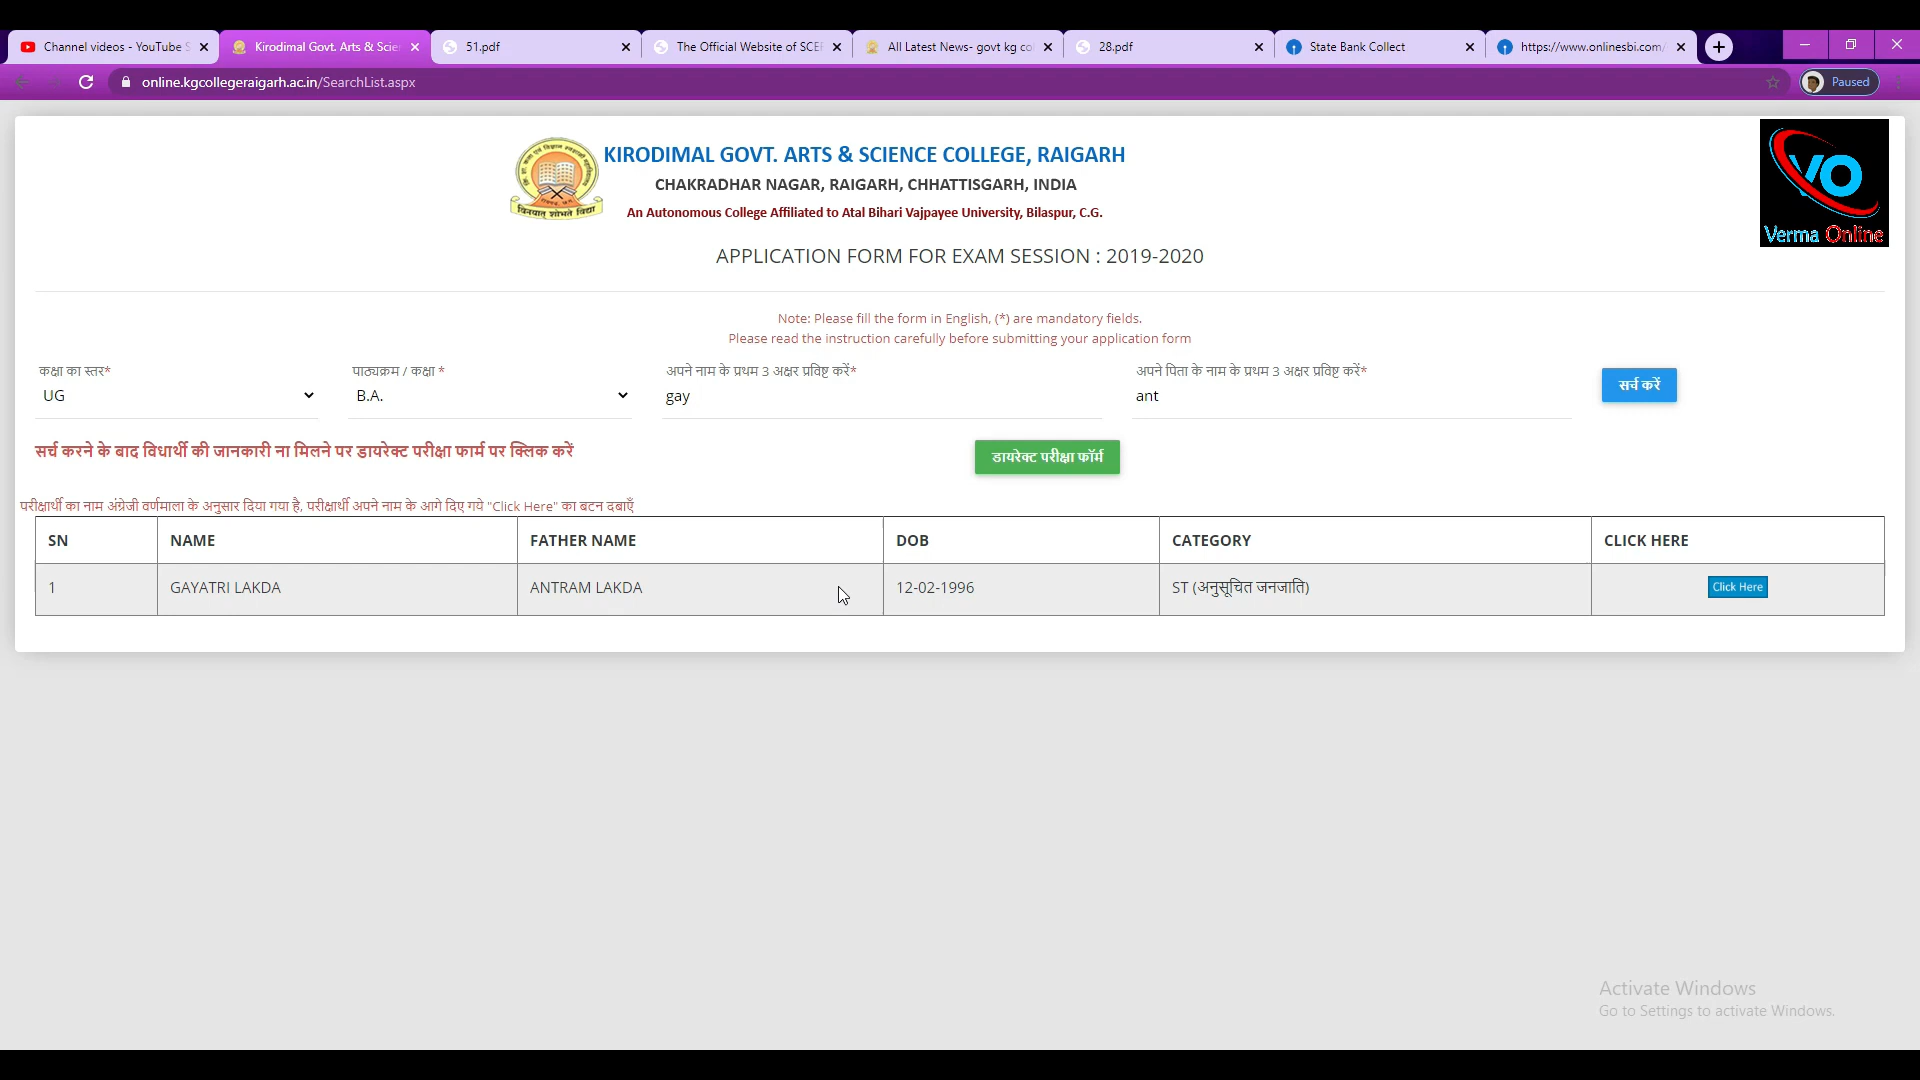 Channel videos - YouTube S
Kirodimal Govt. Arts & Scie
51.pdf
The Official Website of SCE
All Latest News- govt kg co
28.pdf
State Bank Collect
https://www.onlinesbi.com/
online.kgcollegeraigarh.ac.in/SearchList.aspx
Paused
KIRODIMAL GOVT. ARTS & SCIENCE COLLEGE, RAIGARH
CHAKRADHAR NAGAR, RAIGARH, CHHATTISGARH, INDIA
An Autonomous College Affiliated to Atal Bihari Vajpayee University, Bilaspur, C.G.
विनयात् शोभते विद्या
VO
Verma Online
APPLICATION FORM FOR EXAM SESSION : 2019-2020
Note: Please fill the form in English, (*) are mandatory fields.
Please read the instruction carefully before submitting your application form
कक्षा का स्तर* पाठ्यक्रम / कक्षा * अपने नाम के प्रथम 3 अक्षर प्रविष्ट करें* अपने पिता के नाम के प्रथम 3 अक्षर प्रविष्ट करें*
UG B.A. gay ant
सर्च करें
सर्च करने के बाद विधार्थी की जानकारी ना मिलने पर डायरेक्ट परीक्षा फार्म पर क्लिक करें
डायरेक्ट परीक्षा फॉर्म
परीक्षार्थी का नाम अंग्रेजी वर्णमाला के अनुसार दिया गया है, परीक्षार्थी अपने नाम के आगे दिए गये "Click Here" का बटन दबाएँ
SN NAME FATHER NAME DOB CATEGORY CLICK HERE
1 GAYATRI LAKDA ANTRAM LAKDA 12-02-1996 ST (अनुसूचित जनजाति) Click Here
Activate Windows
Go to Settings to activate Windows.